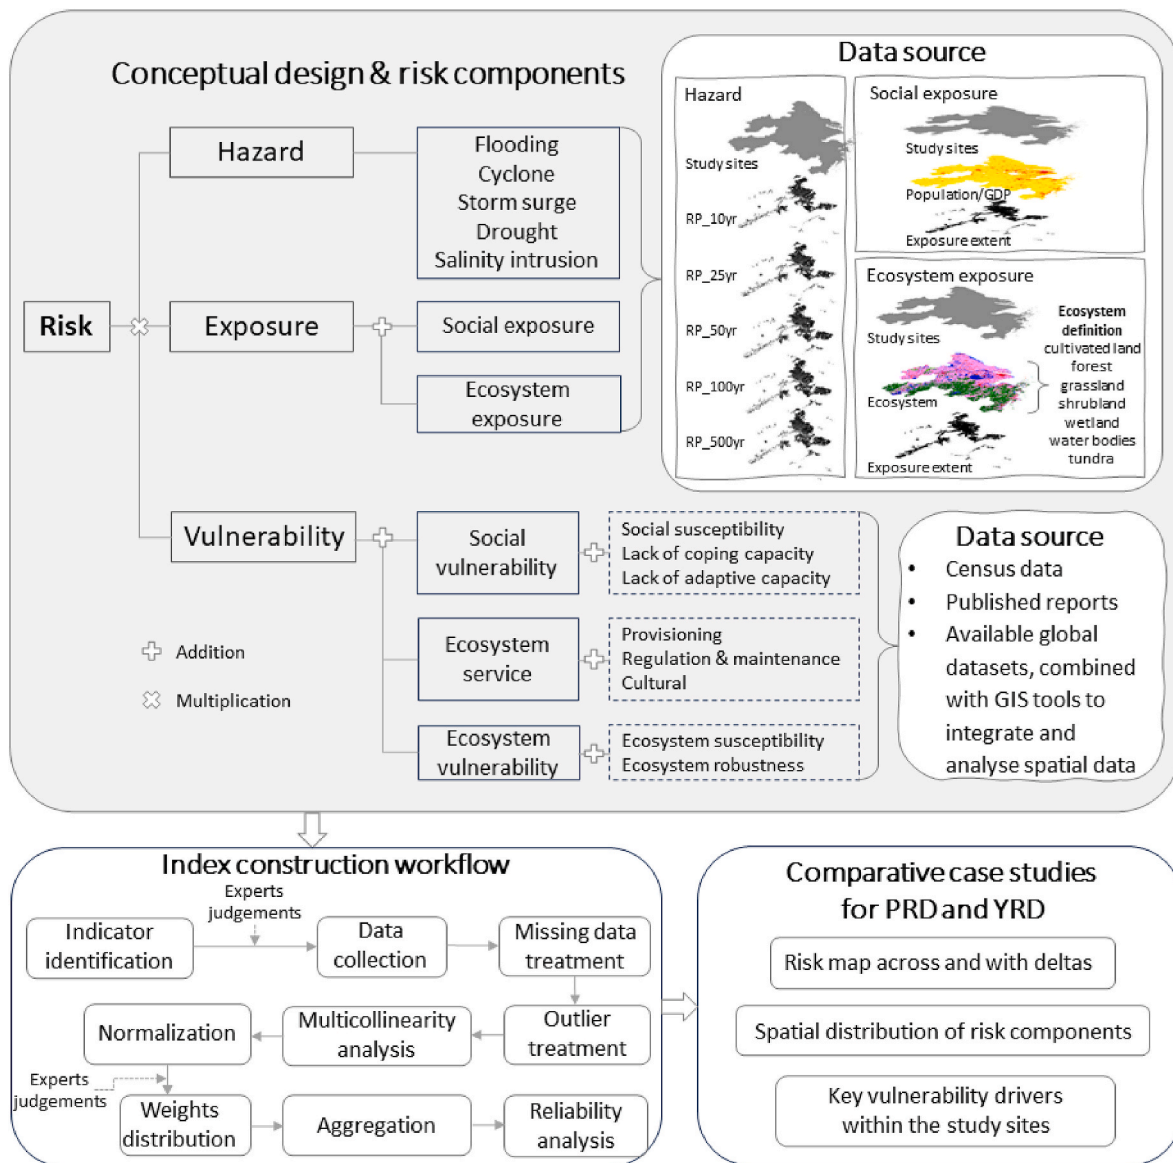 Conceptual design & risk components
Risk
Hazard
Flooding
Cyclone
Storm surge
Drought
Salinity intrusion
Exposure
Social exposure
Ecosystem
exposure
Vulnerability
Social
vulnerability
Social susceptibility
Lack of coping capacity
Lack of adaptive capacity
Ecosystem
service
Provisioning
Regulation & maintenance
Cultural
Ecosystem
vulnerability
Ecosystem susceptibility
Ecosystem robustness
Addition
Multiplication
Data source
Hazard
Study sites
RP_10yr
RP_25yr
RP_50yr
RP_100yr
RP_500yr
Social exposure
Study sites
Population/GDP
Exposure extent
Ecosystem exposure
Study sites
Ecosystem
Exposure extent
Ecosystem
definition
cultivated land
forest
grassland
shrubland
wetland
water bodies
tundra
Data source
• Census data
• Published reports
• Available global
datasets, combined
with GIS tools to
integrate and
analyse spatial data
Index construction workflow
Indicator
identification
Experts
judgements
Data
collection
Missing data
treatment
Outlier
treatment
Multicollinearity
analysis
Normalization
Experts
judgements
Weights
distribution
Aggregation
Reliability
analysis
Comparative case studies
for PRD and YRD
Risk map across and with deltas
Spatial distribution of risk components
Key vulnerability drivers
within the study sites